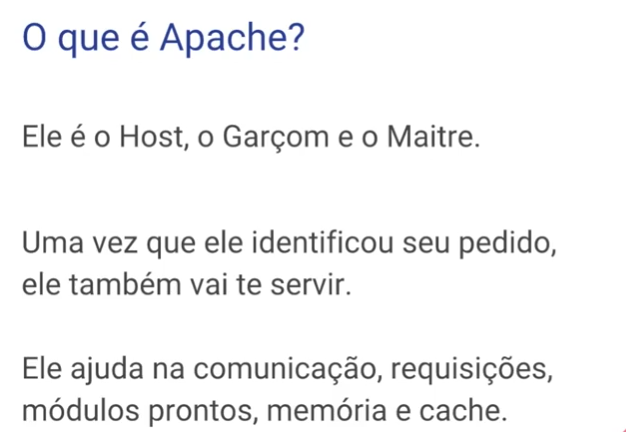 O que é Apache?
Ele é o Host, o Garçom e o Maitre.
Uma vez que ele identificou seu pedido,
ele também vai te servir.
Ele ajuda na comunicação, requisições,
módulos prontos, memória e cache.